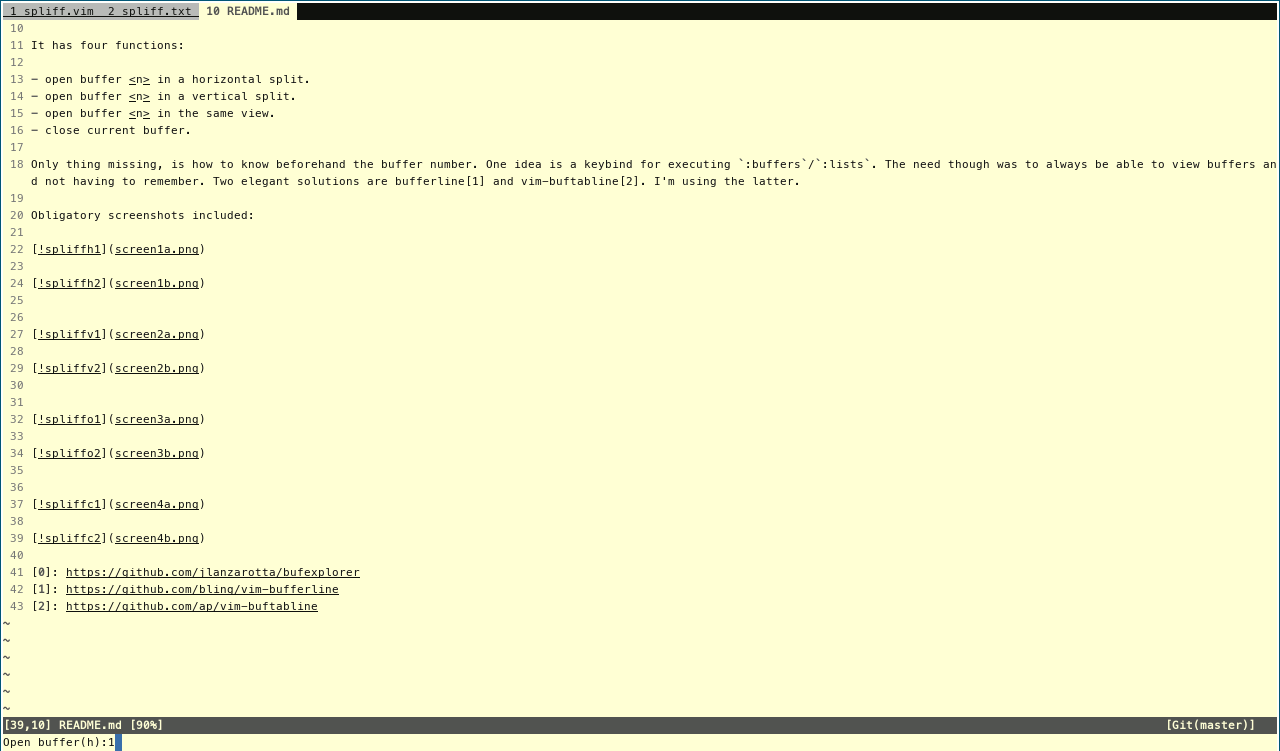 1 spliff.vim  2 spliff.txt  10 README.md
10
11 It has four functions:
12
13 - open buffer <n> in a horizontal split.
14 - open buffer <n> in a vertical split.
15 - open buffer <n> in the same view.
16 - close current buffer.
17
18 Only thing missing, is how to know beforehand the buffer number. One idea is a keybind for executing `:buffers`/`:lists`. The need though was to always be able to view buffers an
d not having to remember. Two elegant solutions are bufferline[1] and vim-buftabline[2]. I'm using the latter.
19
20 Obligatory screenshots included:
21
22 [!spliffh1](screen1a.png)
23
24 [!spliffh2](screen1b.png)
25
26
27 [!spliffv1](screen2a.png)
28
29 [!spliffv2](screen2b.png)
30
31
32 [!spliffo1](screen3a.png)
33
34 [!spliffo2](screen3b.png)
35
36
37 [!spliffc1](screen4a.png)
38
39 [!spliffc2](screen4b.png)
40
41 [0]: https://github.com/jlanzarotta/bufexplorer
42 [1]: https://github.com/bling/vim-bufferline
43 [2]: https://github.com/ap/vim-buftabline
~
~
~
~
~
~
[39,10] README.md [90%] [Git(master)]
Open buffer(h):1